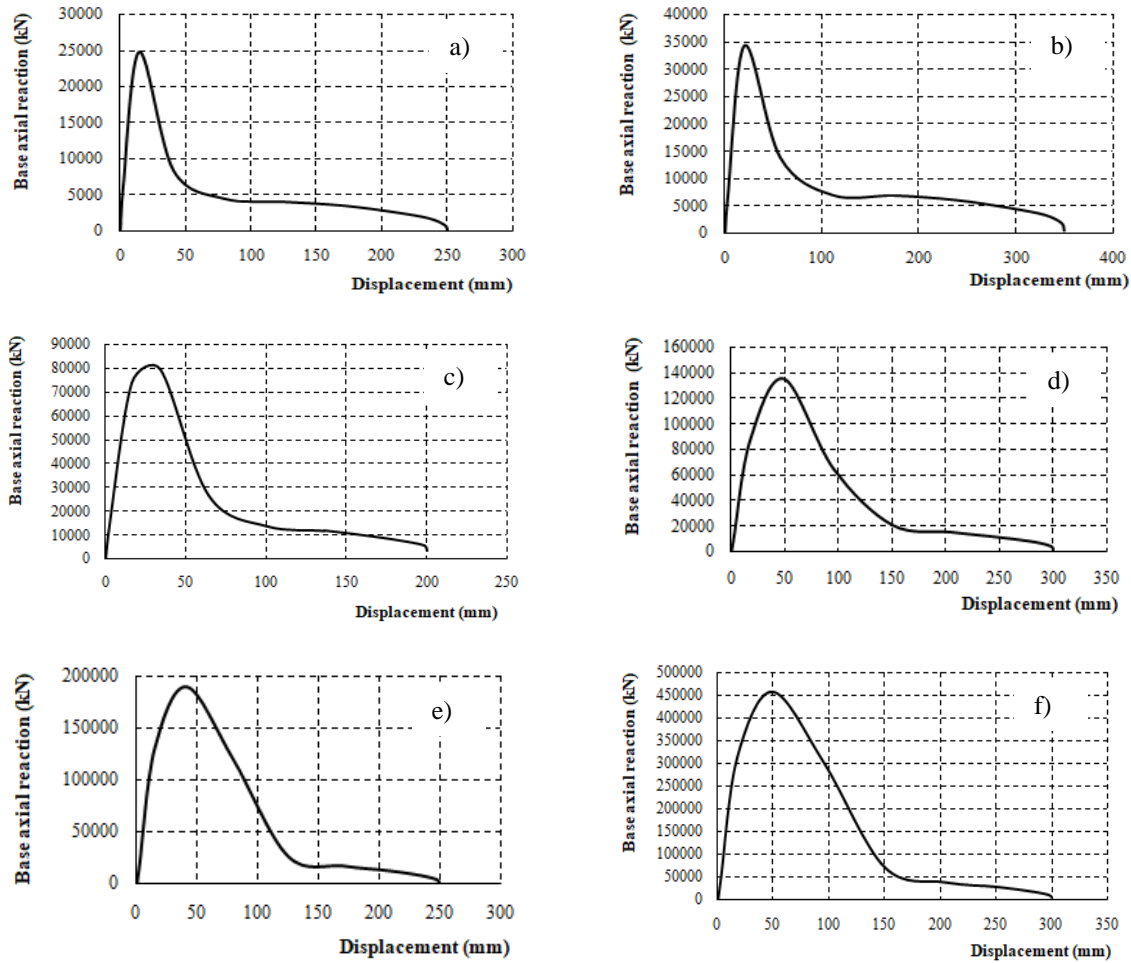 Base axial reaction (kN)
30000
25000
20000
15000
10000
5000
0
0 50 100 150 200 250 300
Displacement (mm)
a)
Base axial reaction (kN)
40000
35000
30000
25000
20000
15000
10000
5000
0
0 100 200 300 400
Displacement (mm)
b)
Base axial reaction (kN)
90000
80000
70000
60000
50000
40000
30000
20000
10000
0
0 50 100 150 200 250
Displacement (mm)
c)
Base axial reaction (kN)
160000
140000
120000
100000
80000
60000
40000
20000
0
0 50 100 150 200 250 300 350
Displacement (mm)
d)
Base axial reaction (kN)
200000
150000
100000
50000
0
0 50 100 150 200 250 300
Displacement (mm)
e)
Base axial reaction (kN)
500000
450000
400000
350000
300000
250000
200000
150000
100000
50000
0
0 50 100 150 200 250 300 350
Displacement (mm)
f)